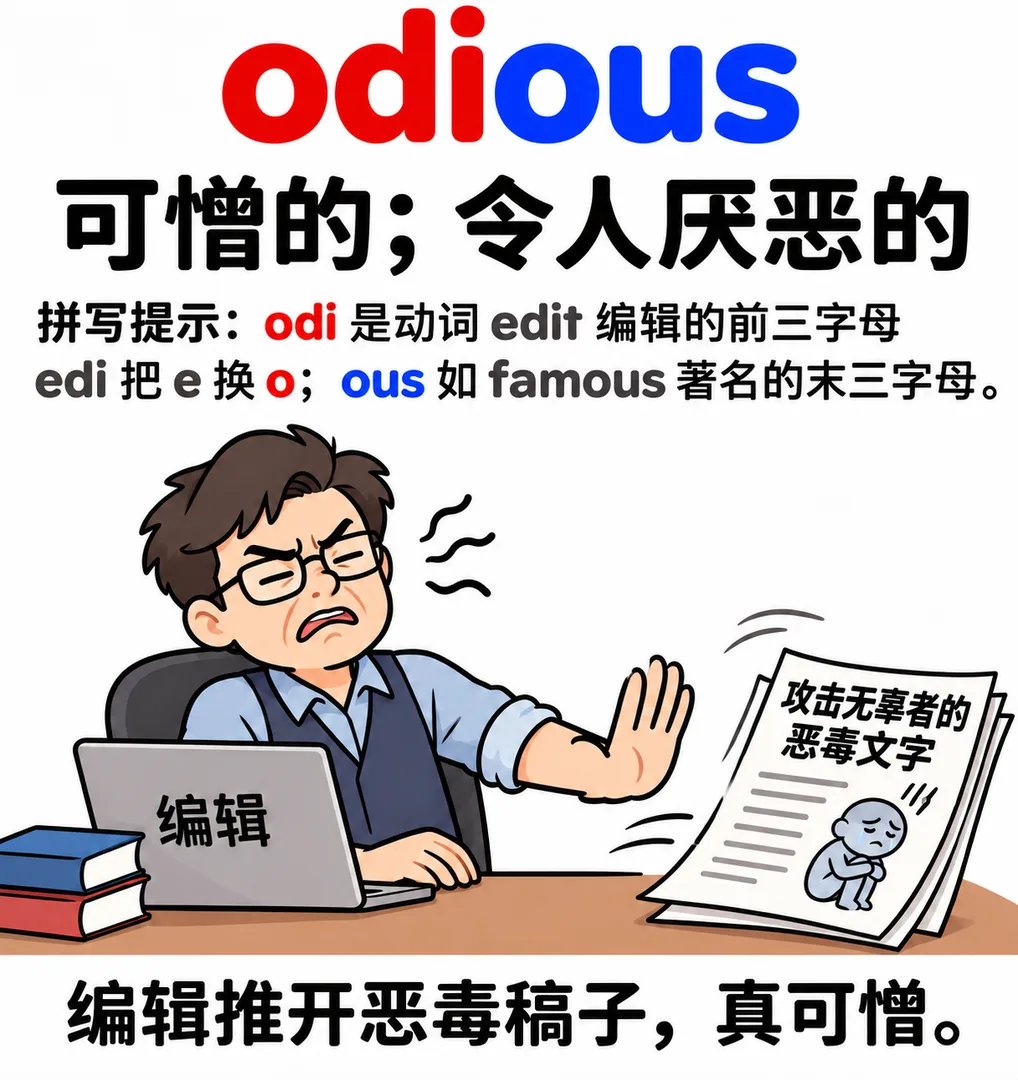 odious
可憎的；令人厌恶的
拼写提示：odi 是动词 edit 编辑的前三字母
edi 把 e 换 o；ous 如 famous 著名的末三字母。
攻击无辜者的
恶毒文字
编辑
编辑推开恶毒稿子，真可憎。